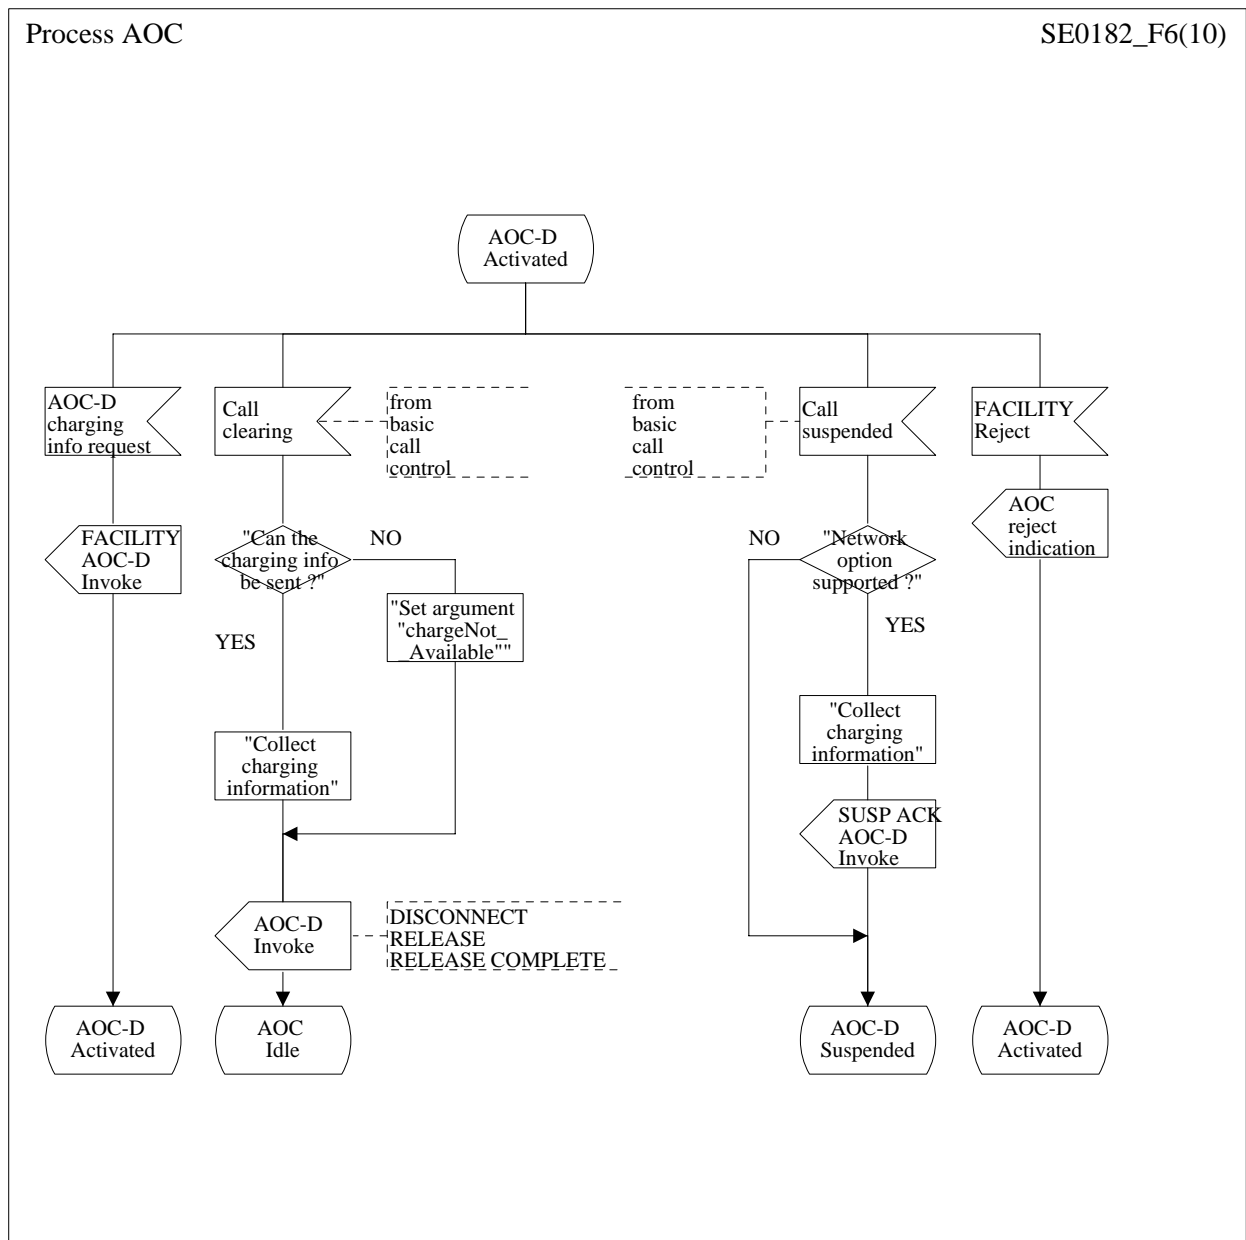 Process AOC
SE0182_F6(10)
AOC-D
Activated
AOC-D
charging
info request
Call
clearing
from
basic
call
control
from
basic
call
control
Call
suspended
FACILITY
Reject
FACILITY
AOC-D
Invoke
"Can the
charging info
be sent ?"
NO
YES
"Set argument
"chargeNot_
_Available""
NO
"Network
option
supported ?"
YES
AOC
reject
indication
"Collect
charging
information"
"Collect
charging
information"
SUSP ACK
AOC-D
Invoke
AOC-D
Invoke
DISCONNECT
RELEASE
RELEASE COMPLETE
AOC-D
Activated
AOC
Idle
AOC-D
Suspended
AOC-D
Activated